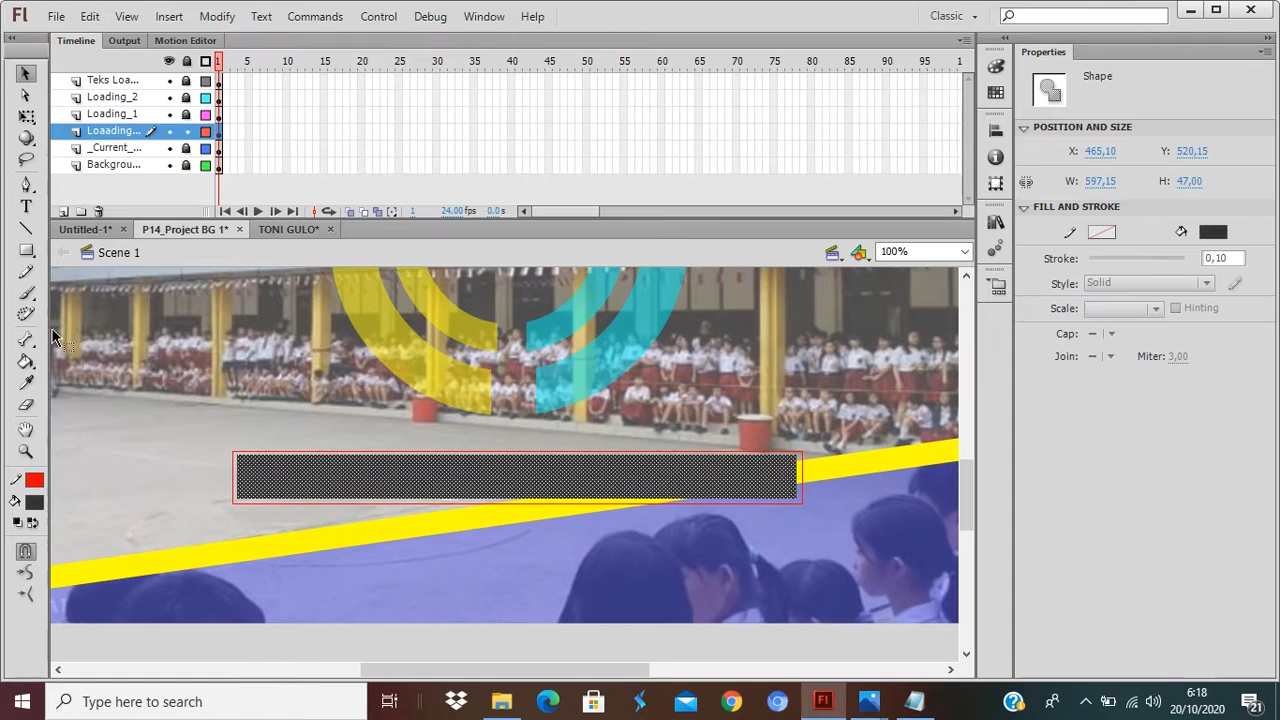 Fl File Edit View Insert Modify Text Commands Control Debug Window Help Classic
Timeline Output Motion Editor
1 5 10 15 20 25 30 35 40 45 50 55 60 65 70 75 80 85 90 95 1
Teks Loa...
Loading_2
Loading_1
Loaading...
_Current_...
Backgrou...
1 24,00 fps 0,0 s
Untitled-1* × P14_Project BG 1* × TONI GULO* ×
Scene 1 100%
Properties
Shape
POSITION AND SIZE
X: 465,10 Y: 520,15
W: 597,15 H: 47,00
FILL AND STROKE
Stroke: 0,10
Style: Solid
Scale: Hinting
Cap:
Join: Miter: 3,00
Type here to search
Fl
6:18
20/10/2020
21